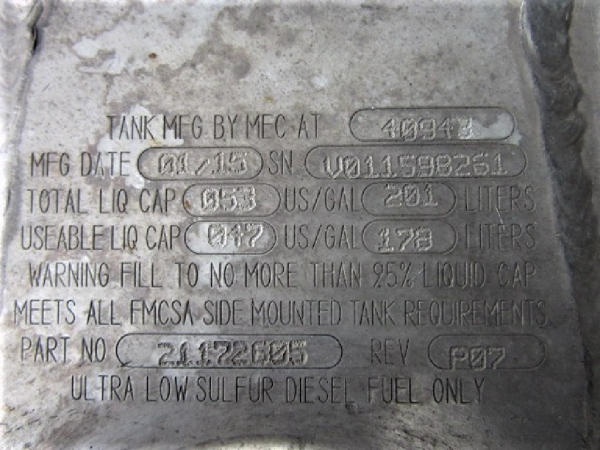 TANK MFG BY MEC AT 40943
MFG DATE 01/15 SN V011598261
TOTAL LIQ CAP 053 US/GAL 201 LITERS
USEABLE LIQ CAP 047 US/GAL 178 LITERS
WARNING FILL TO NO MORE THAN 95% LIQUID CAP
MEETS ALL FMCSA SIDE MOUNTED TANK REQUIREMENTS
PART NO 21172605 REV P07
ULTRA LOW SULFUR DIESEL FUEL ONLY